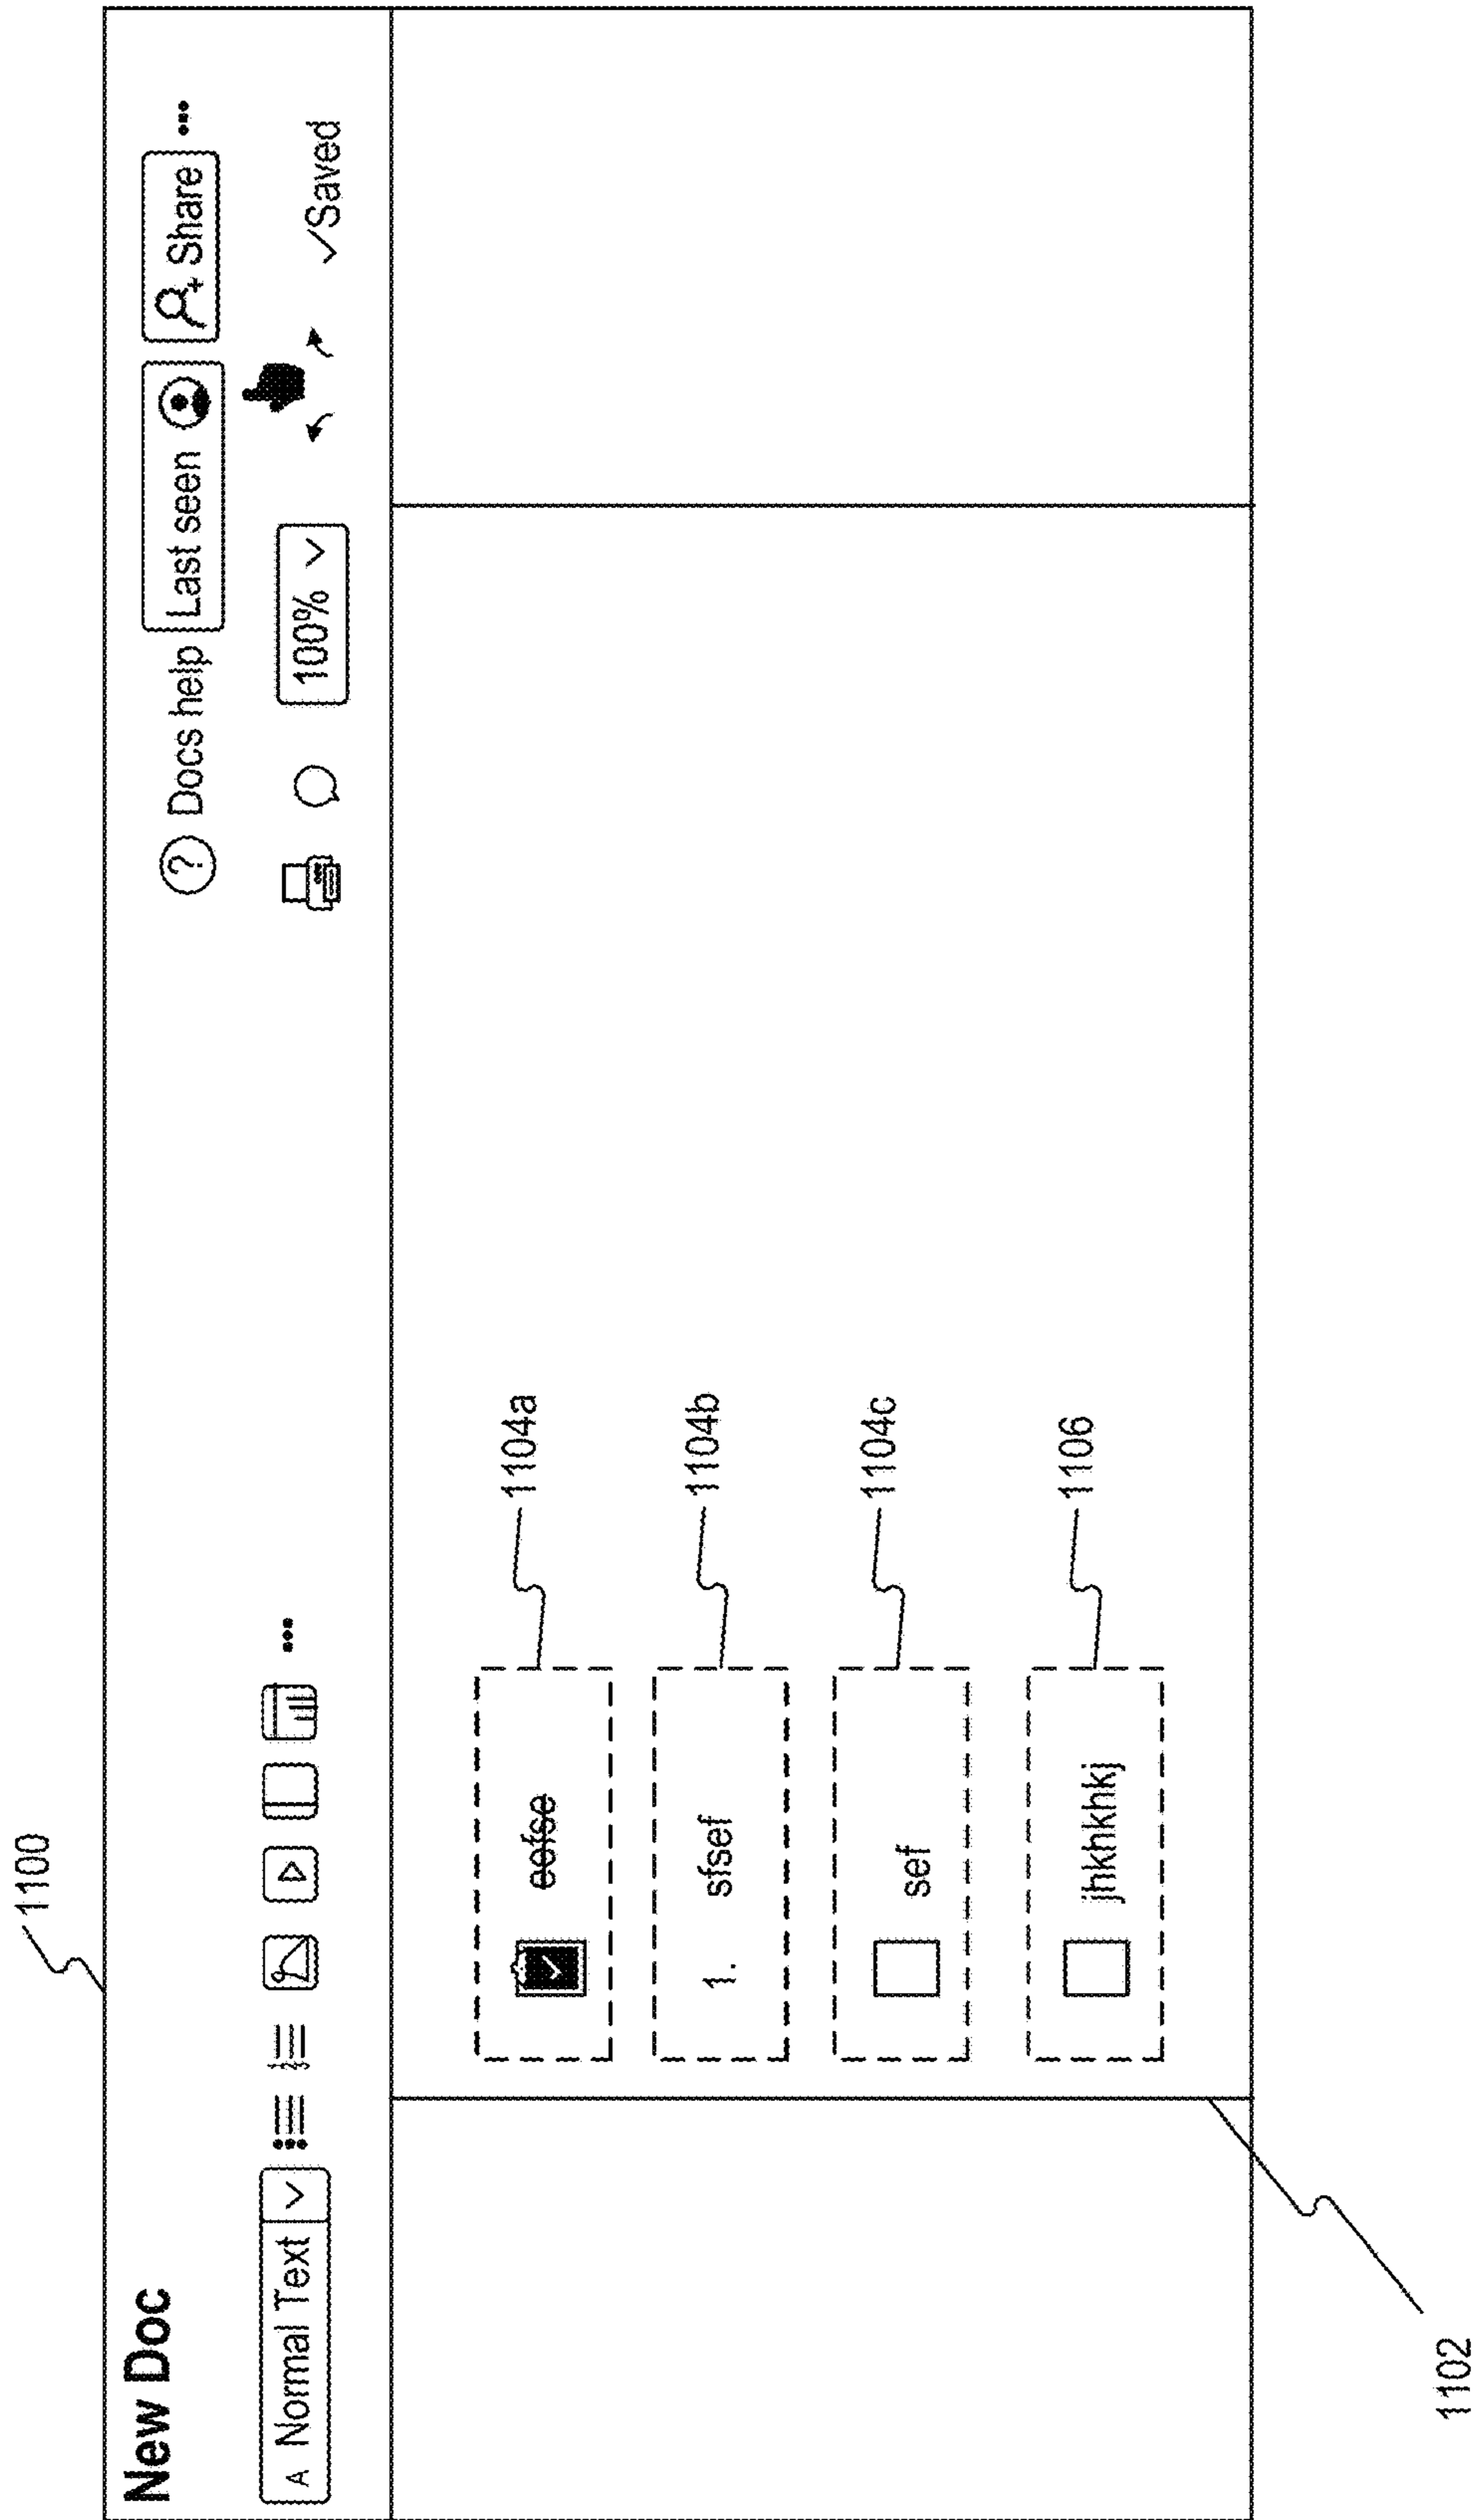 1100
New Doc
? Docs help Last seen Share •••
A Normal Text ••• 100% ✓Saved
eefse 1104a
1. sfsef 1104b
sef 1104c
jhkhkhkj 1106
1102